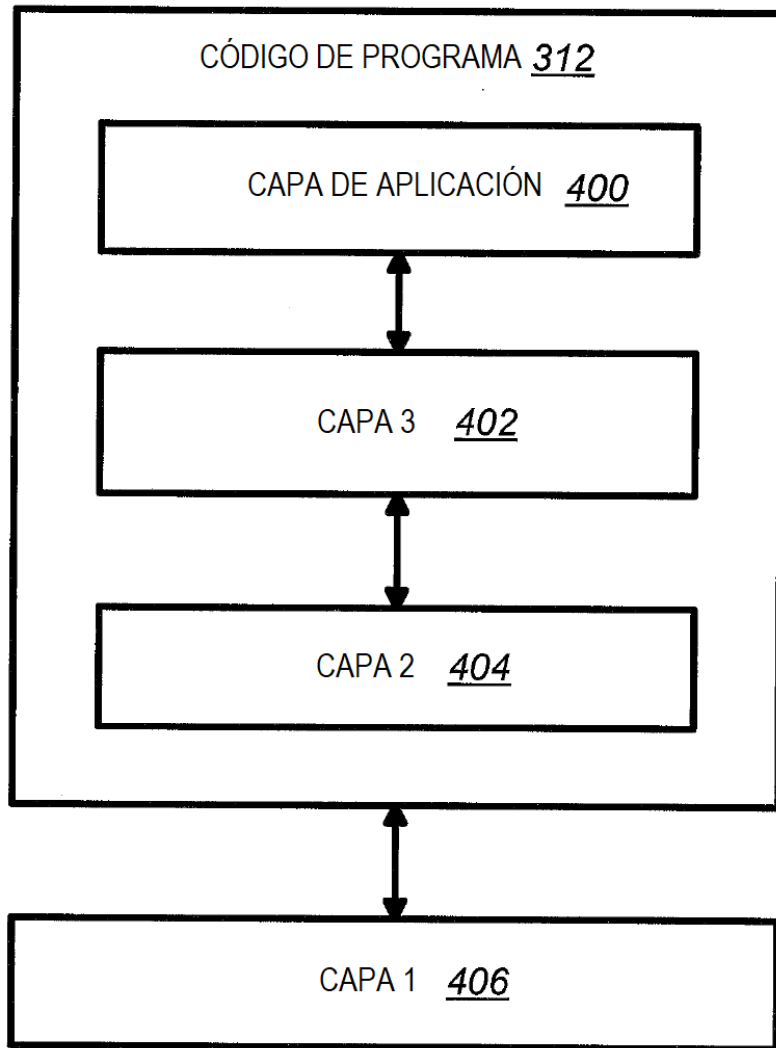 CÓDIGO DE PROGRAMA 312
CAPA DE APLICACIÓN 400
CAPA 3 402
CAPA 2 404
CAPA 1 406